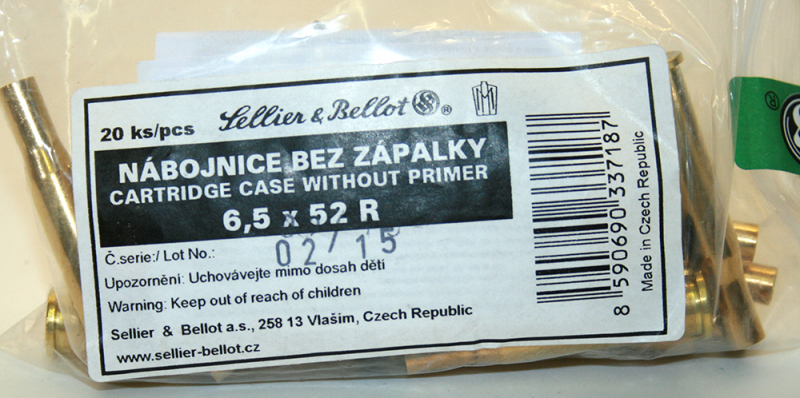 20 ks/pcs
Sellier & Bellot ®
NÁBOJNICE BEZ ZÁPALKY
CARTRIDGE CASE WITHOUT PRIMER
6,5 x 52 R
Č.serie:/ Lot No.: 02/15
Upozornění: Uchovávejte mimo dosah dětí
Warning: Keep out of reach of children
Sellier & Bellot a.s., 258 13 Vlašim, Czech Republic
www.sellier-bellot.cz
8 590690 337187
Made in Czech Republic
®